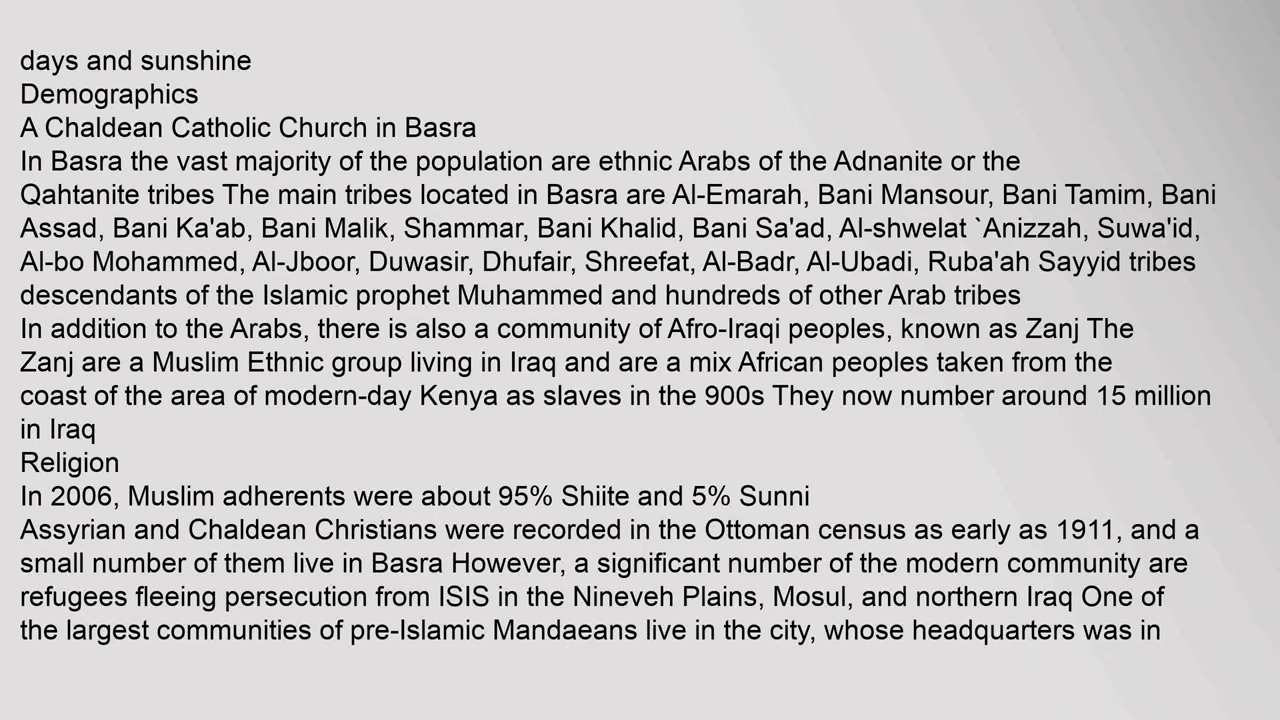 days and sunshine
Demographics
A Chaldean Catholic Church in Basra
In Basra the vast majority of the population are ethnic Arabs of the Adnanite or the
Qahtanite tribes The main tribes located in Basra are Al-Emarah, Bani Mansour, Bani Tamim, Bani
Assad, Bani Ka'ab, Bani Malik, Shammar, Bani Khalid, Bani Sa'ad, Al-shwelat `Anizzah, Suwa'id,
Al-bo Mohammed, Al-Jboor, Duwasir, Dhufair, Shreefat, Al-Badr, Al-Ubadi, Ruba'ah Sayyid tribes
descendants of the Islamic prophet Muhammed and hundreds of other Arab tribes
In addition to the Arabs, there is also a community of Afro-Iraqi peoples, known as Zanj The
Zanj are a Muslim Ethnic group living in Iraq and are a mix African peoples taken from the
coast of the area of modern-day Kenya as slaves in the 900s They now number around 15 million
in Iraq
Religion
In 2006, Muslim adherents were about 95% Shiite and 5% Sunni
Assyrian and Chaldean Christians were recorded in the Ottoman census as early as 1911, and a
small number of them live in Basra However, a significant number of the modern community are
refugees fleeing persecution from ISIS in the Nineveh Plains, Mosul, and northern Iraq One of
the largest communities of pre-Islamic Mandaeans live in the city, whose headquarters was in